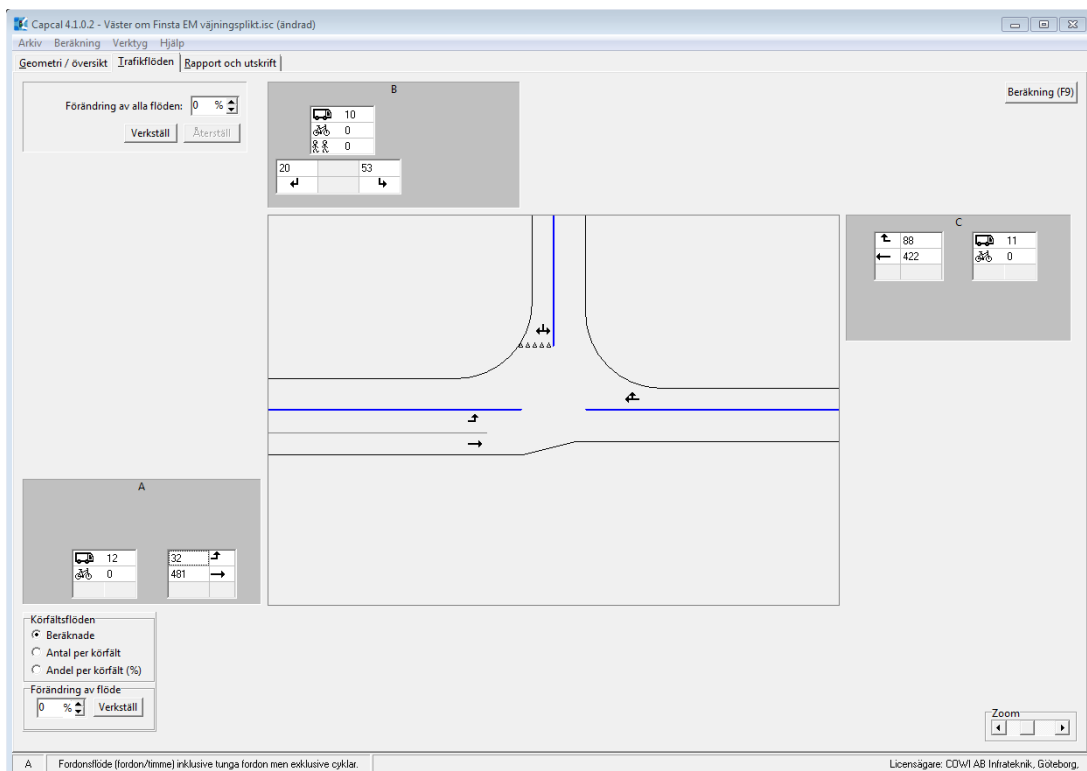 Capcal 4.1.0.2 - Väster om Finsta EM väjningsplikt.isc (ändrad)
Arkiv Beräkning Verktyg Hjälp
Geometri / översikt Trafikflöden Rapport och utskrift
Förändring av alla flöden: 0 %
Verkställ Återställ
B
10
0
0
20 53
Beräkning (F9)
C
88 11
422 0
A
12 32
0 481
Körfältsflöden
Beräknade
Antal per körfält
Andel per körfält (%)
Förändring av flöde
0 % Verkställ
Zoom
A Fordonsflöde (fordon/timme) inklusive tunga fordon men exklusive cyklar. Licensägare: COWI AB Infrateknik, Göteborg,